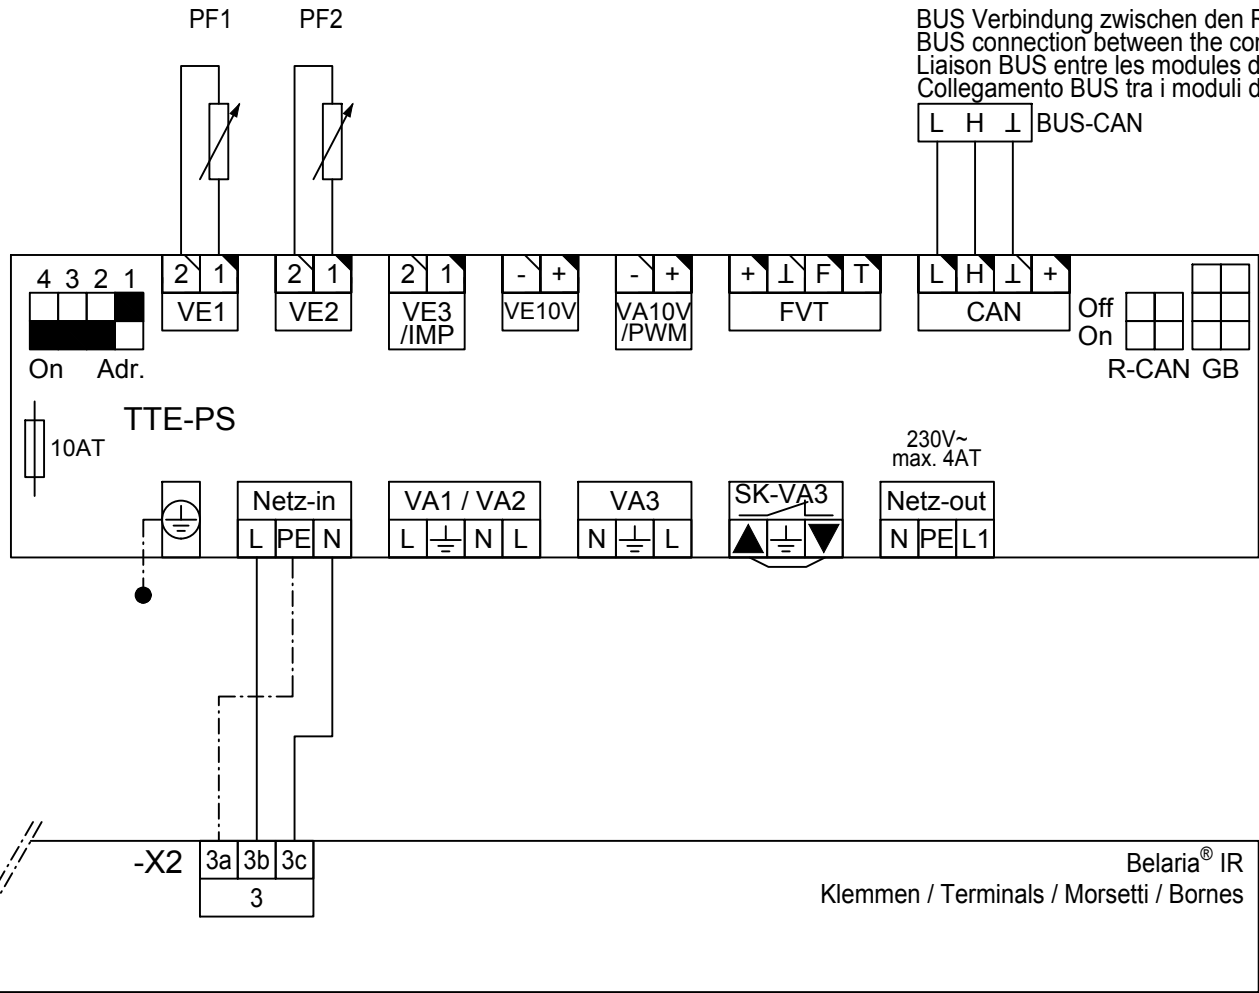 PF1 PF2
BUS Verbindung zwischen den
BUS connection between the
Liaison BUS entre les modules
Collegamento BUS tra i moduli
L H ⊥ BUS-CAN
4 3 2 1
2 1 2 1 2 1 - + - + + ⊥ F T L H ⊥ +
VE1 VE2 VE3 VE10V VA10V FVT CAN Off
/IMP /PWM On
On Adr. R-CAN GB
TTE-PS
10AT
230V~
max. 4AT
Netz-in VA1 / VA2 VA3 SK-VA3 Netz-out
L PE N L N L N L N PE L1
-X2 3a 3b 3c
3
Belaria® IR
Klemmen / Terminals / Morsetti / Bornes